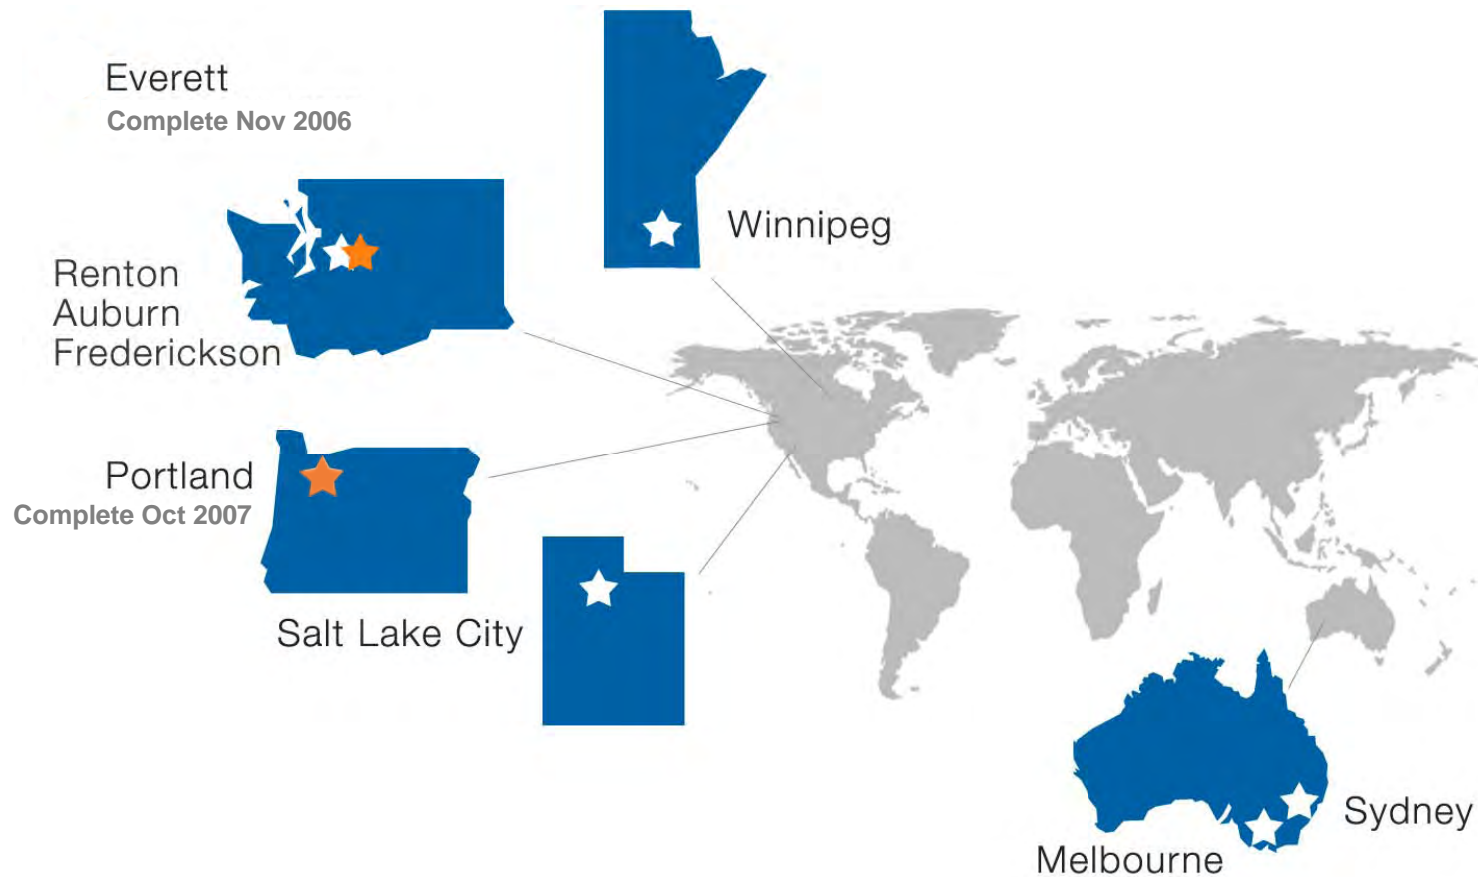 Everett
Complete Nov 2006
Winnipeg
Renton
Auburn
Frederickson
Portland
Complete Oct 2007
Salt Lake City
Sydney
Melbourne